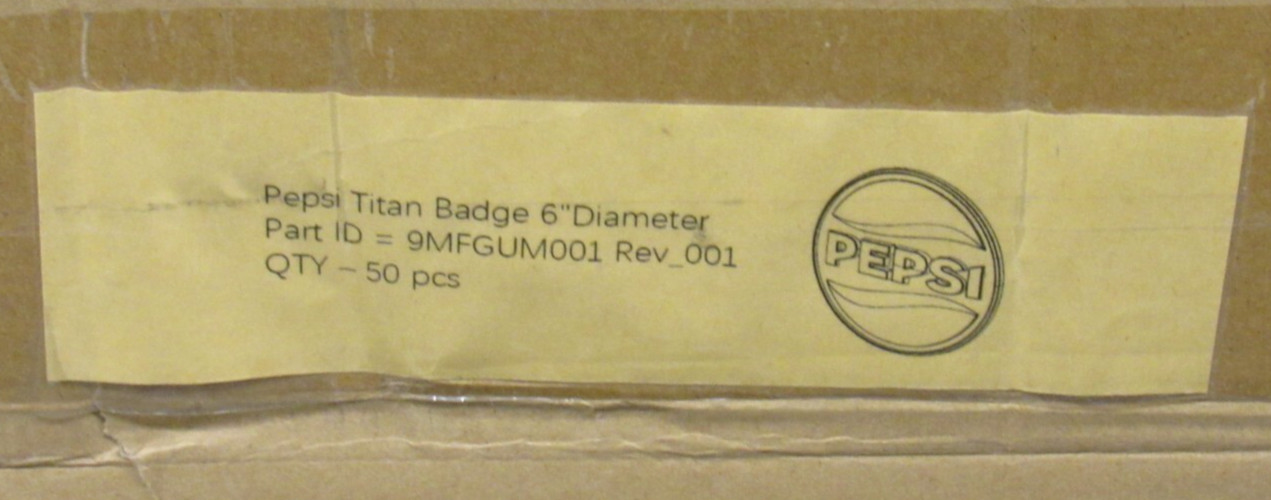 Pepsi Titan Badge 6"Diameter
Part ID = 9MFGUM001 Rev_001
QTY – 50 pcs
PEPSI